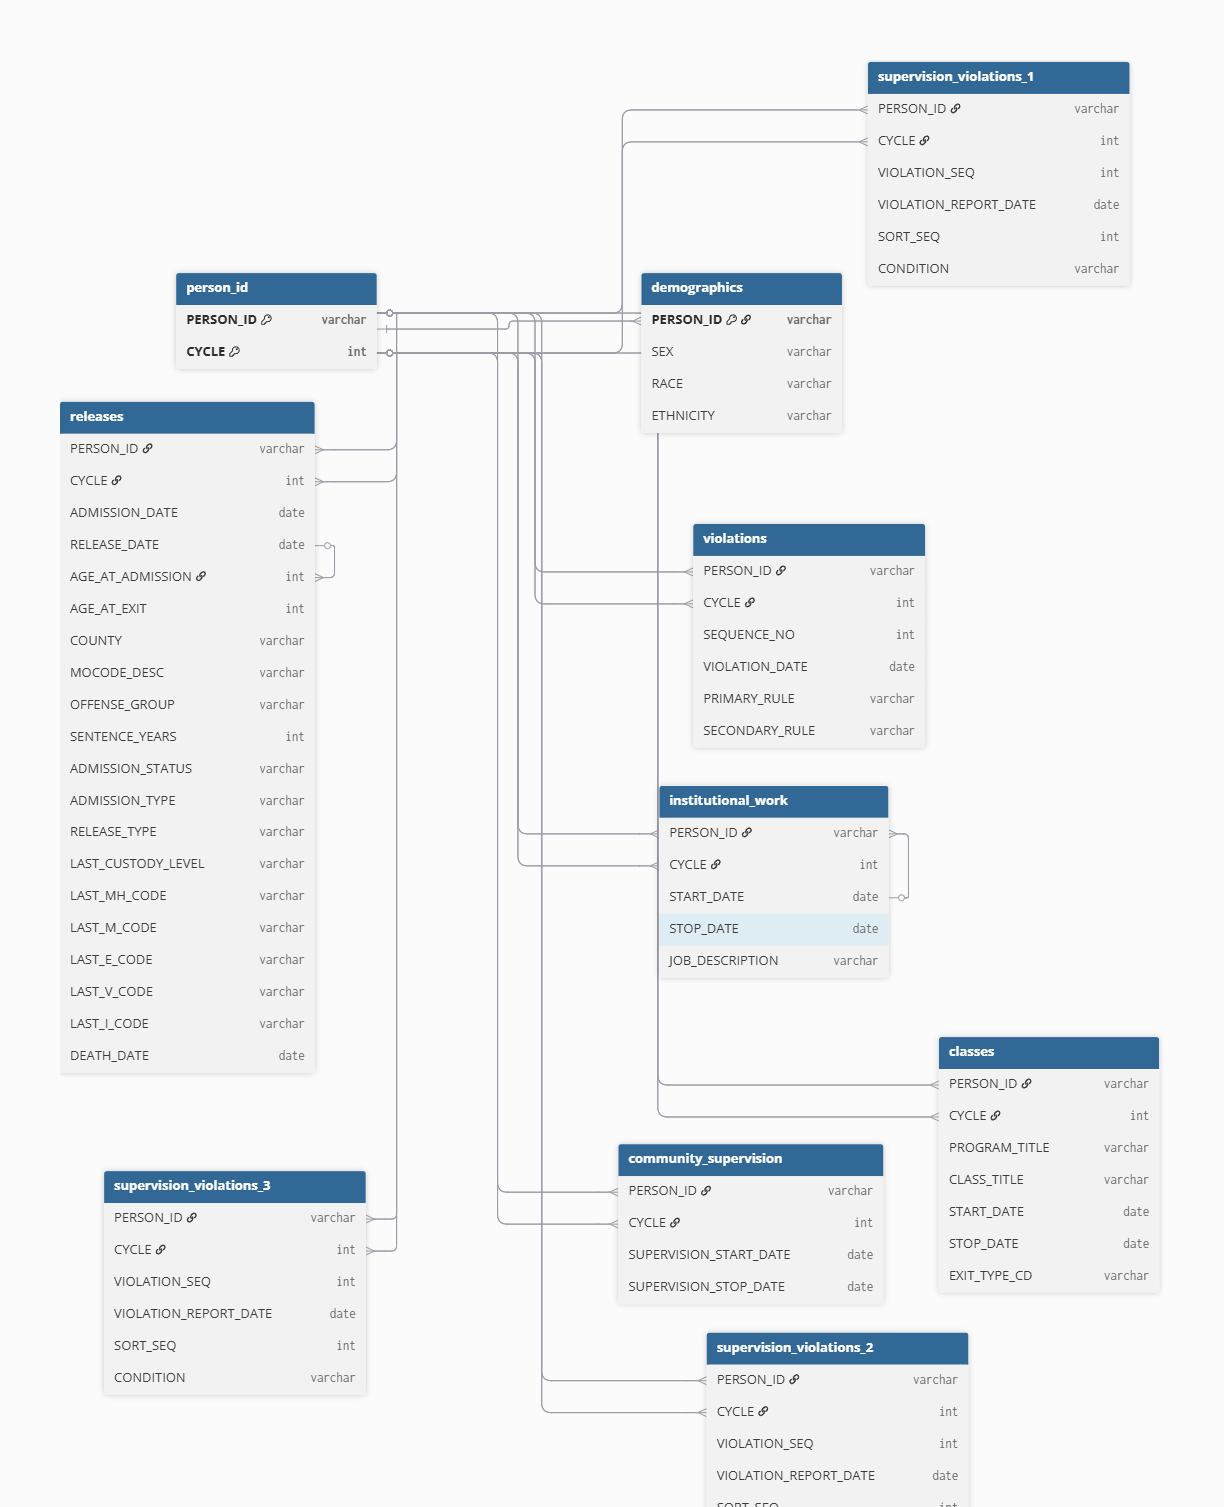 supervision_violations_1
PERSON_ID varchar
CYCLE int
VIOLATION_SEQ int
VIOLATION_REPORT_DATE date
SORT_SEQ int
CONDITION varchar
person_id
PERSON_ID varchar
CYCLE int
demographics
PERSON_ID varchar
SEX varchar
RACE varchar
ETHNICITY varchar
releases
PERSON_ID varchar
CYCLE int
ADMISSION_DATE date
RELEASE_DATE date
AGE_AT_ADMISSION int
AGE_AT_EXIT int
COUNTY varchar
MOCODE_DESC varchar
OFFENSE_GROUP varchar
SENTENCE_YEARS int
ADMISSION_STATUS varchar
ADMISSION_TYPE varchar
RELEASE_TYPE varchar
LAST_CUSTODY_LEVEL varchar
LAST_MH_CODE varchar
LAST_M_CODE varchar
LAST_E_CODE varchar
LAST_V_CODE varchar
LAST_I_CODE varchar
DEATH_DATE date
violations
PERSON_ID varchar
CYCLE int
SEQUENCE_NO int
VIOLATION_DATE date
PRIMARY_RULE varchar
SECONDARY_RULE varchar
institutional_work
PERSON_ID varchar
CYCLE int
START_DATE date
STOP_DATE date
JOB_DESCRIPTION varchar
classes
PERSON_ID varchar
CYCLE int
PROGRAM_TITLE varchar
CLASS_TITLE varchar
START_DATE date
STOP_DATE date
EXIT_TYPE_CD varchar
community_supervision
PERSON_ID varchar
CYCLE int
SUPERVISION_START_DATE date
SUPERVISION_STOP_DATE date
supervision_violations_3
PERSON_ID varchar
CYCLE int
VIOLATION_SEQ int
VIOLATION_REPORT_DATE date
SORT_SEQ int
CONDITION varchar
supervision_violations_2
PERSON_ID varchar
CYCLE int
VIOLATION_SEQ int
VIOLATION_REPORT_DATE date
SORT_SEQ int